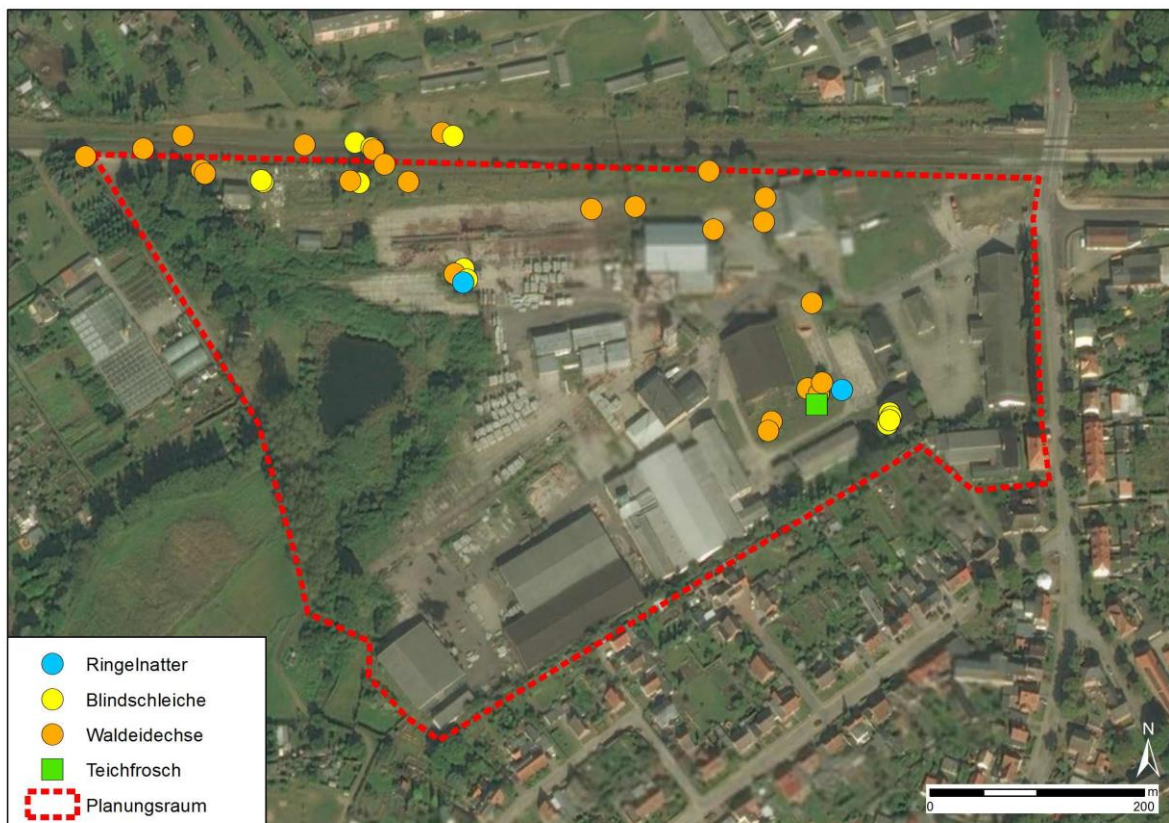 Ringelnatter
Blindschleiche
Waldeidechse
Teichfrosch
Planungsraum
N
m
0 200